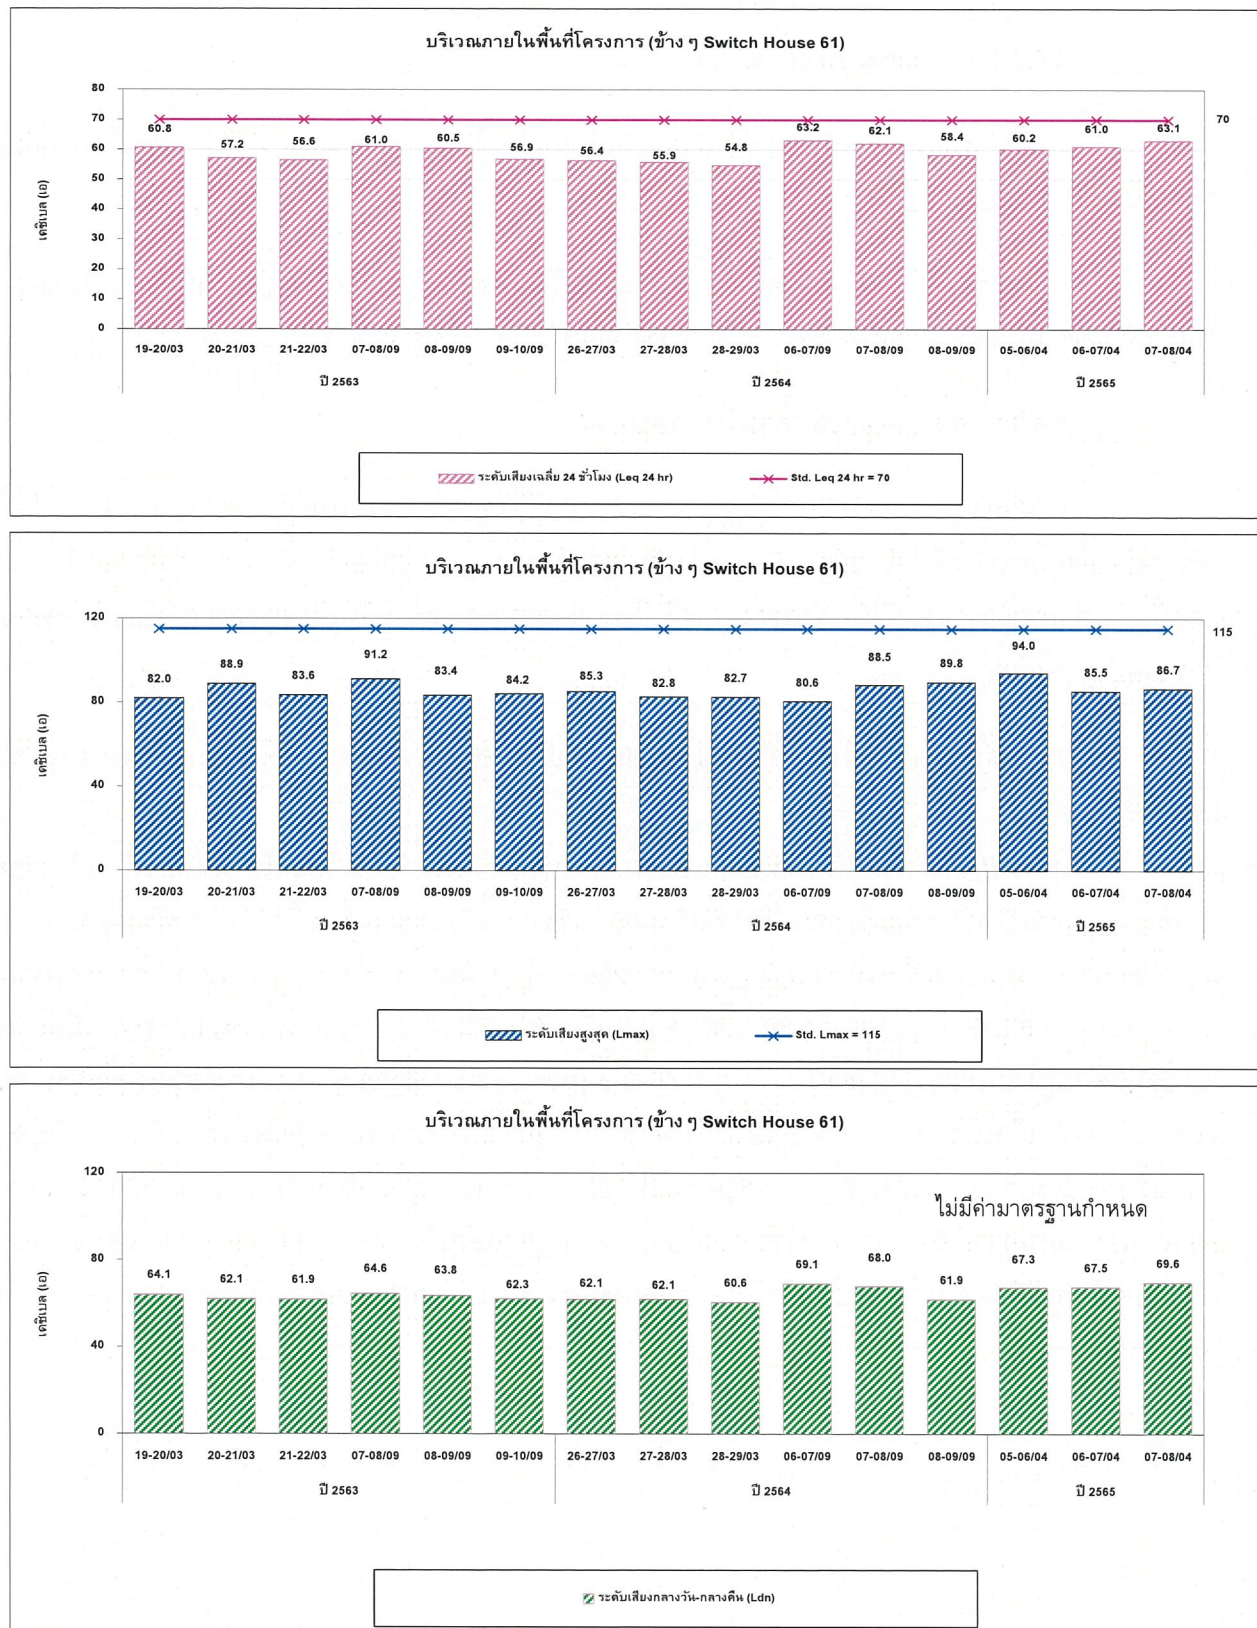 บริเวณภายในพื้นที่โครงการ (ข้าง ๆ Switch House 61)
80
70
60
50
40
30
20
10
0
เดซิเบล (เอ)
70
60.8 57.2 56.6 61.0 60.5 56.9 56.4 55.9 54.8 63.2 62.1 58.4 60.2 61.0 63.1
19-20/03 20-21/03 21-22/03 07-08/09 08-09/09 09-10/09 26-27/03 27-28/03 28-29/03 06-07/09 07-08/09 08-09/09 05-06/04 06-07/04 07-08/04
ปี 2563 ปี 2564 ปี 2565
ระดับเสียงเฉลี่ย 24 ชั่วโมง (Leq 24 hr) Std. Leq 24 hr = 70
บริเวณภายในพื้นที่โครงการ (ข้าง ๆ Switch House 61)
120
80
40
0
เดซิเบล (เอ)
115
82.0 88.9 83.6 91.2 83.4 84.2 85.3 82.8 82.7 80.6 88.5 89.8 94.0 85.5 86.7
19-20/03 20-21/03 21-22/03 07-08/09 08-09/09 09-10/09 26-27/03 27-28/03 28-29/03 06-07/09 07-08/09 08-09/09 05-06/04 06-07/04 07-08/04
ปี 2563 ปี 2564 ปี 2565
ระดับเสียงสูงสุด (Lmax) Std. Lmax = 115
บริเวณภายในพื้นที่โครงการ (ข้าง ๆ Switch House 61)
120
80
40
0
เดซิเบล (เอ)
ไม่มีค่ามาตรฐานกำหนด
64.1 62.1 61.9 64.6 63.8 62.3 62.1 62.1 60.6 69.1 68.0 61.9 67.3 67.5 69.6
19-20/03 20-21/03 21-22/03 07-08/09 08-09/09 09-10/09 26-27/03 27-28/03 28-29/03 06-07/09 07-08/09 08-09/09 05-06/04 06-07/04 07-08/04
ปี 2563 ปี 2564 ปี 2565
ระดับเสียงกลางวัน-กลางคืน (Ldn)